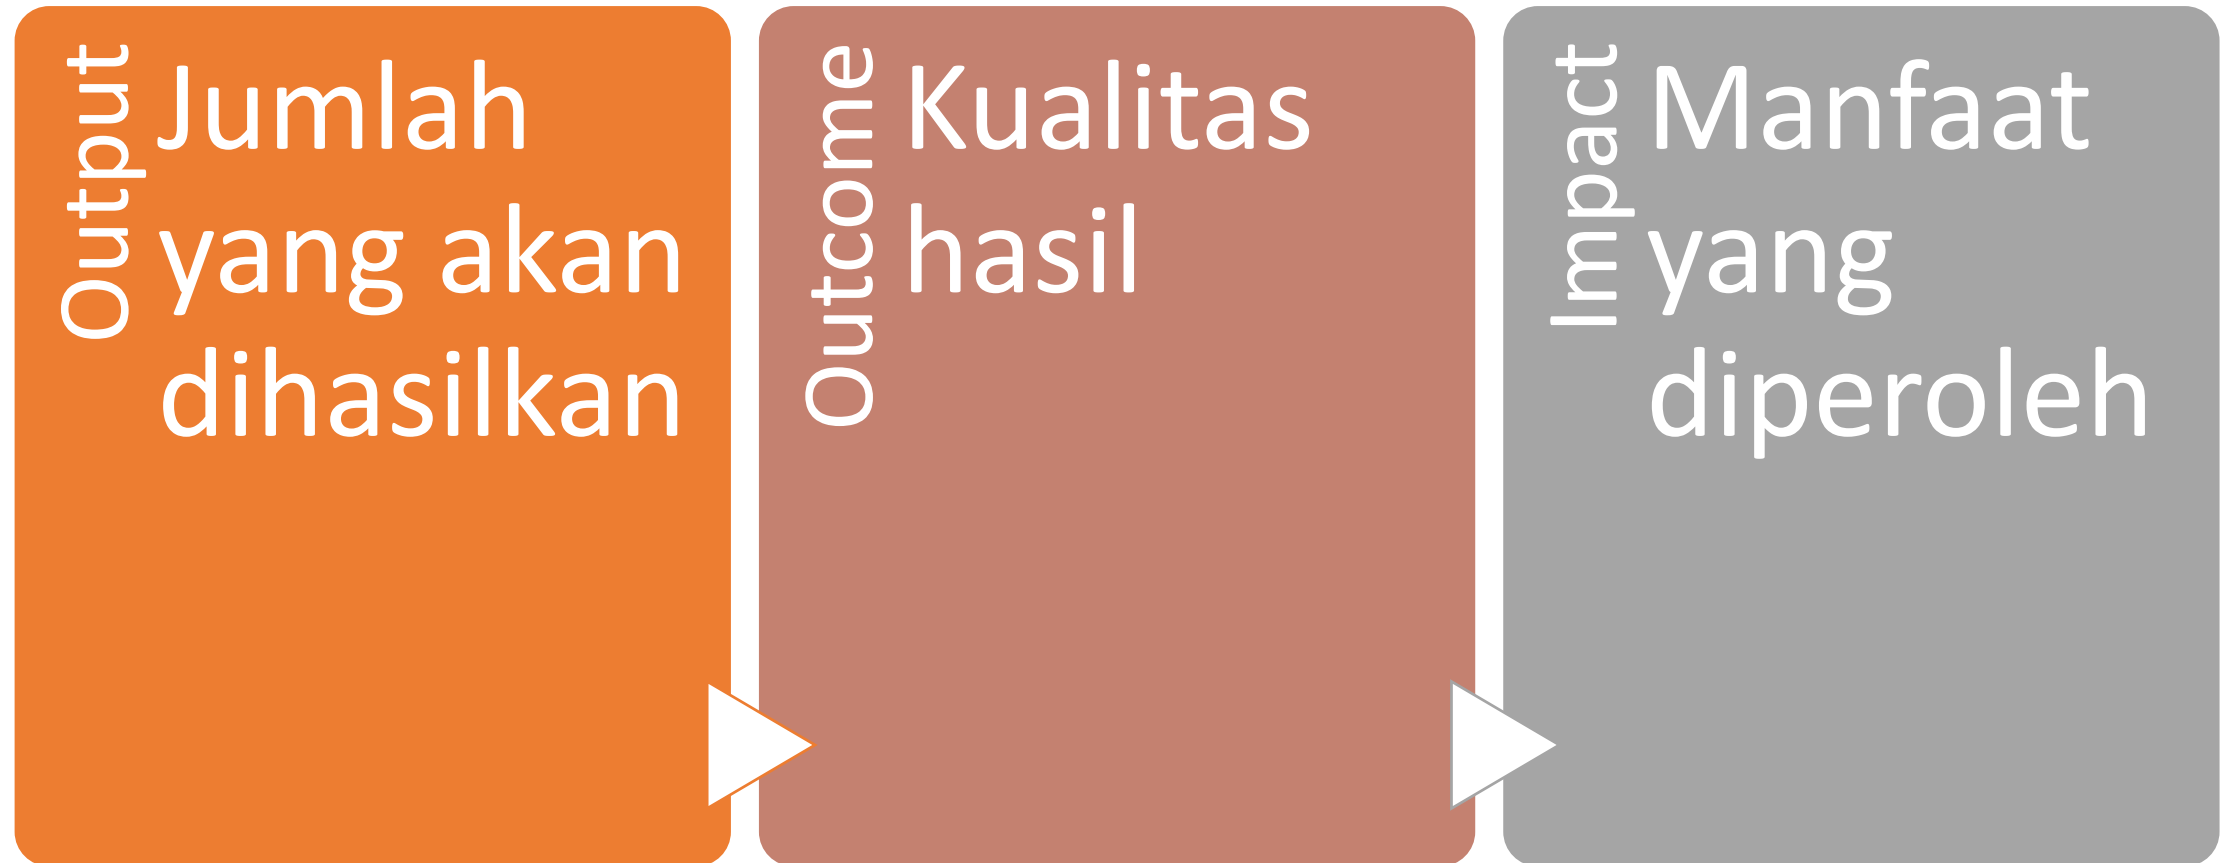 Output
Jumlah
yang akan
dihasilkan
Outcome
Kualitas
hasil
Impact
Manfaat
yang
diperoleh